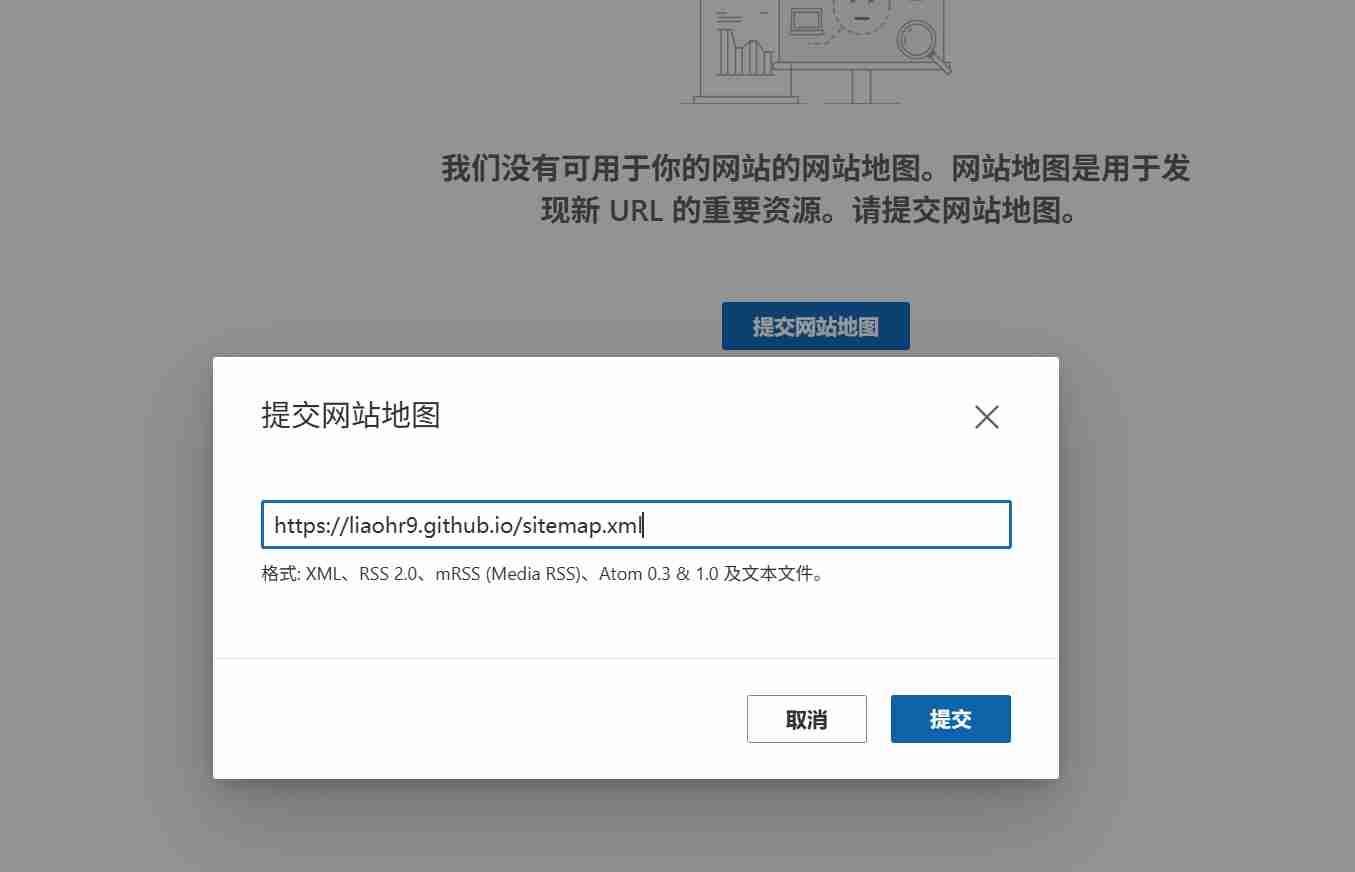 我们没有可用于你的网站的网站地图。网站地图是用于发
现新 URL 的重要资源。请提交网站地图。
提交网站地图
提交网站地图
https://liaohr9.github.io/sitemap.xml
格式: XML、RSS 2.0、mRSS (Media RSS)、Atom 0.3 & 1.0 及文本文件。
取消
提交